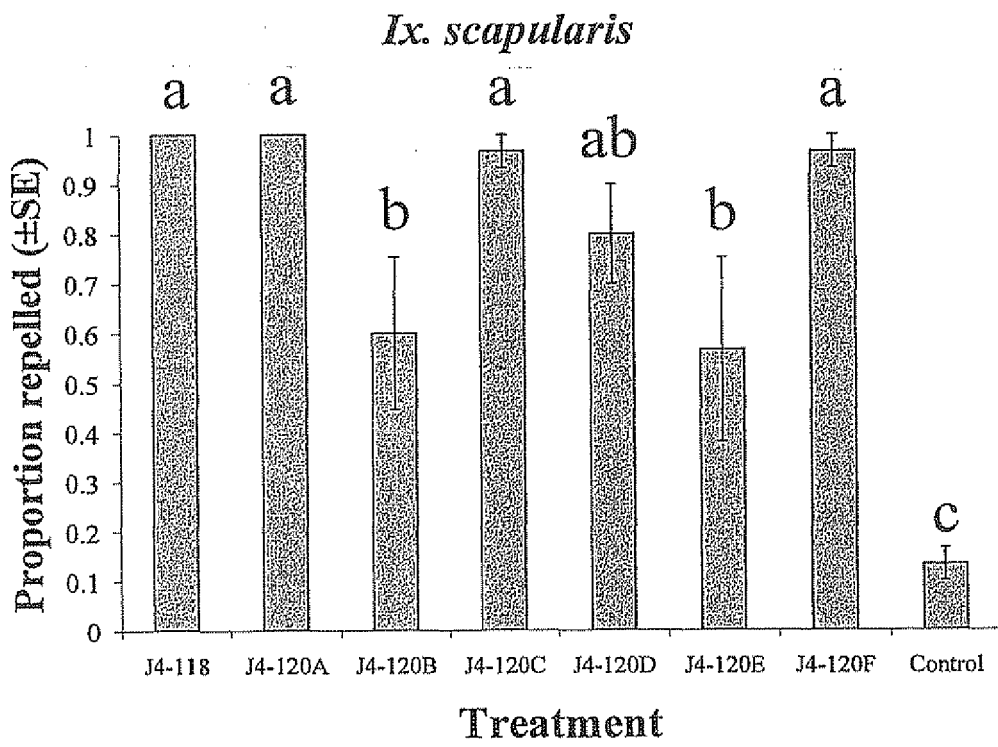 Ix. scapularis
a a a a
ab
b b
c
Proportion repelled (±SE)
1
0.9
0.8
0.7
0.6
0.5
0.4
0.3
0.2
0.1
0
J4-118 J4-120A J4-120B J4-120C J4-120D J4-120E J4-120F Control
Treatment